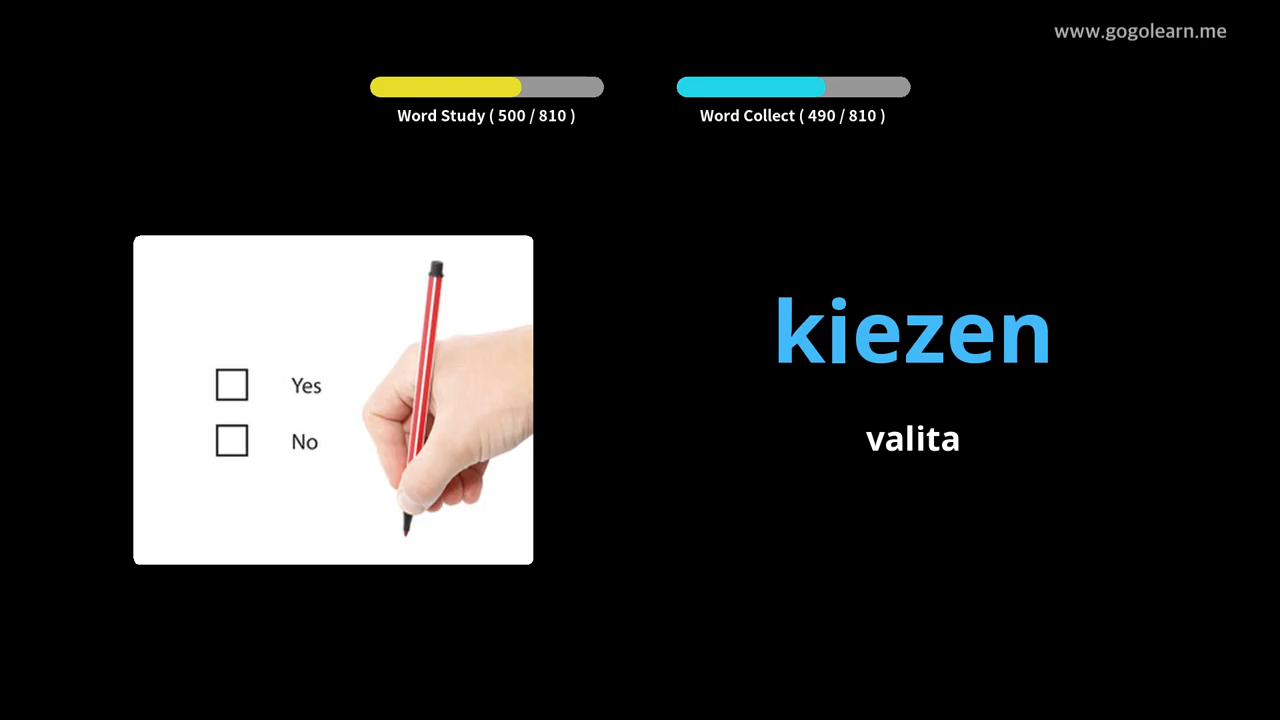 www.gogolearn.me
Word Study ( 500 / 810 )
Word Collect ( 490 / 810 )
Yes
No
kiezen
valita